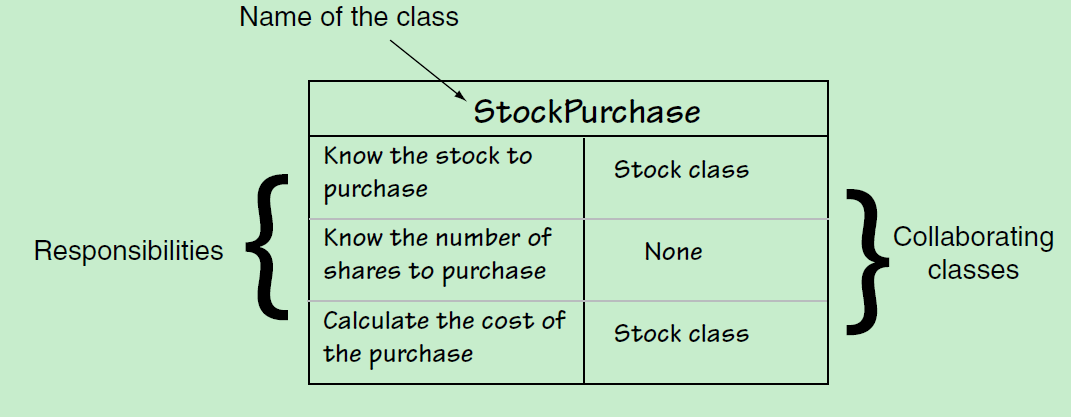 Name of the class
StockPurchase
Know the stock to
purchase
Stock class
Know the number of
shares to purchase
None
Calculate the cost of
the purchase
Stock class
Responsibilities
Collaborating
classes